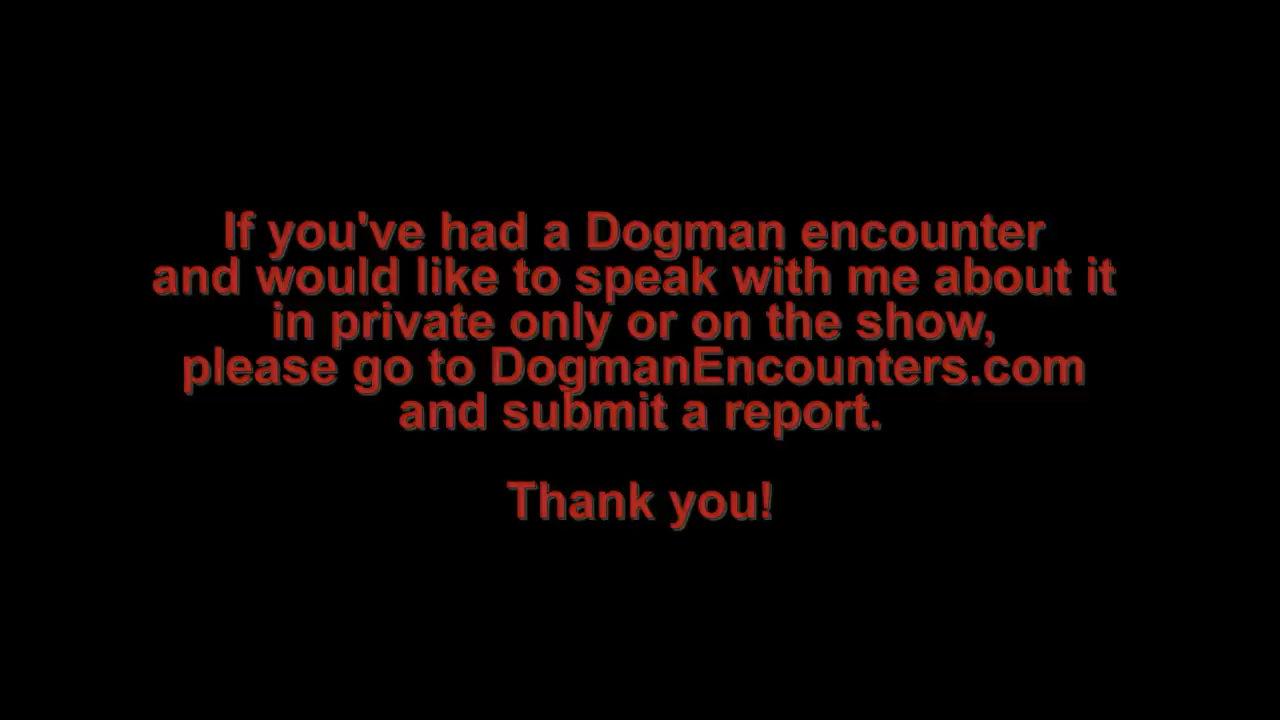 If you've had a Dogman encounter
and would like to speak with me about it
in private only or on the show,
please go to DogmanEncounters.com
and submit a report.
Thank you!